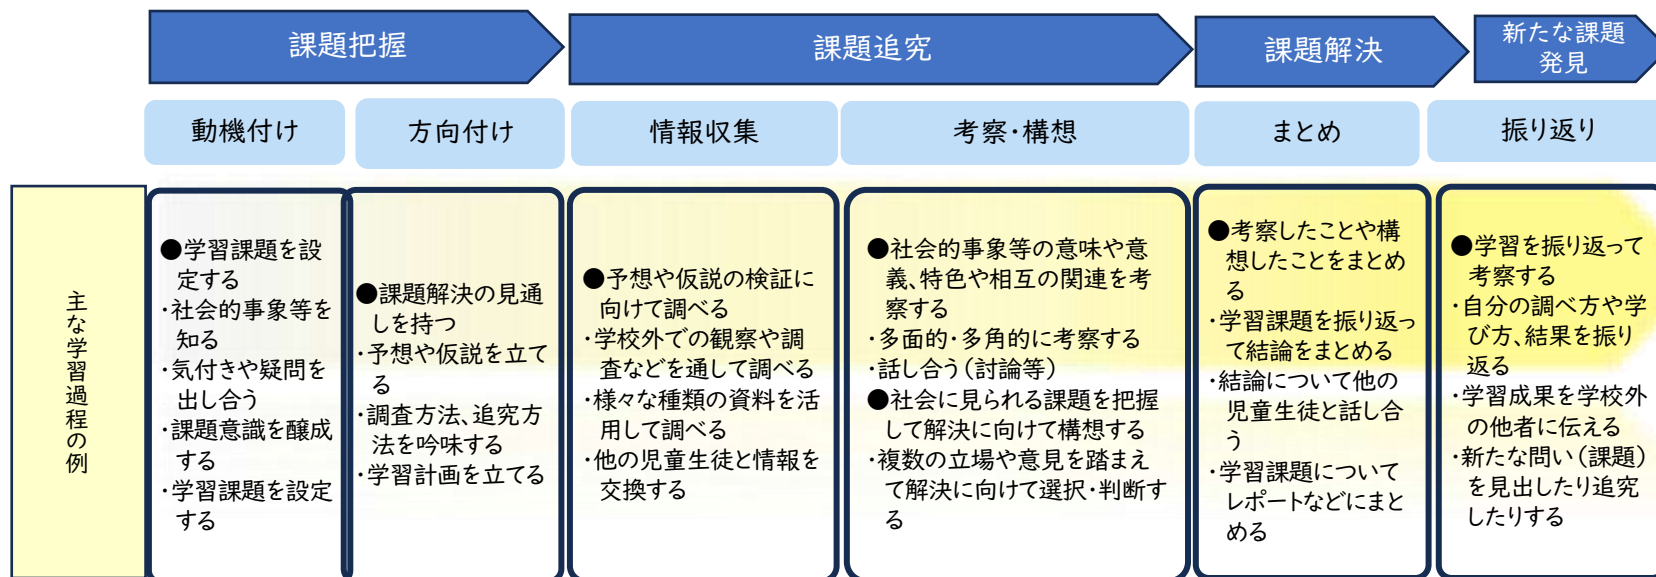 課題把握
課題追究
課題解決
新たな課題
発見
動機付け
方向付け
情報収集
考察・構想
まとめ
振り返り
主な学習過程の例
●学習課題を設
定する
・社会的事象等を
知る
・気付きや疑問を
出し合う
・課題意識を醸成
する
・学習課題を設定
する
●課題解決の見通
しを持つ
・予想や仮説を立て
る
・調査方法、追究方
法を吟味する
・学習計画を立てる
●予想や仮説の検証に
向けて調べる
・学校外での観察や調
査などを通して調べる
・様々な種類の資料を活
用して調べる
・他の児童生徒と情報を
交換する
●社会的事象等の意味や意
義、特色や相互の関連を考
察する
・多面的・多角的に考察する
・話し合う（討論等）
●社会に見られる課題を把握
して解決に向けて構想する
・複数の立場や意見を踏まえ
て解決に向けて選択・判断す
る
●考察したことや構
想したことをまとめ
る
・学習課題を振り返っ
て結論をまとめる
・結論について他の
児童生徒と話し合
う
・学習課題について
レポートなどにまと
める
●学習を振り返って
考察する
・自分の調べ方や学
び方、結果を振り
返る
・学習成果を学校外
の他者に伝える
・新たな問い（課題）
を見出したり追究
したりする